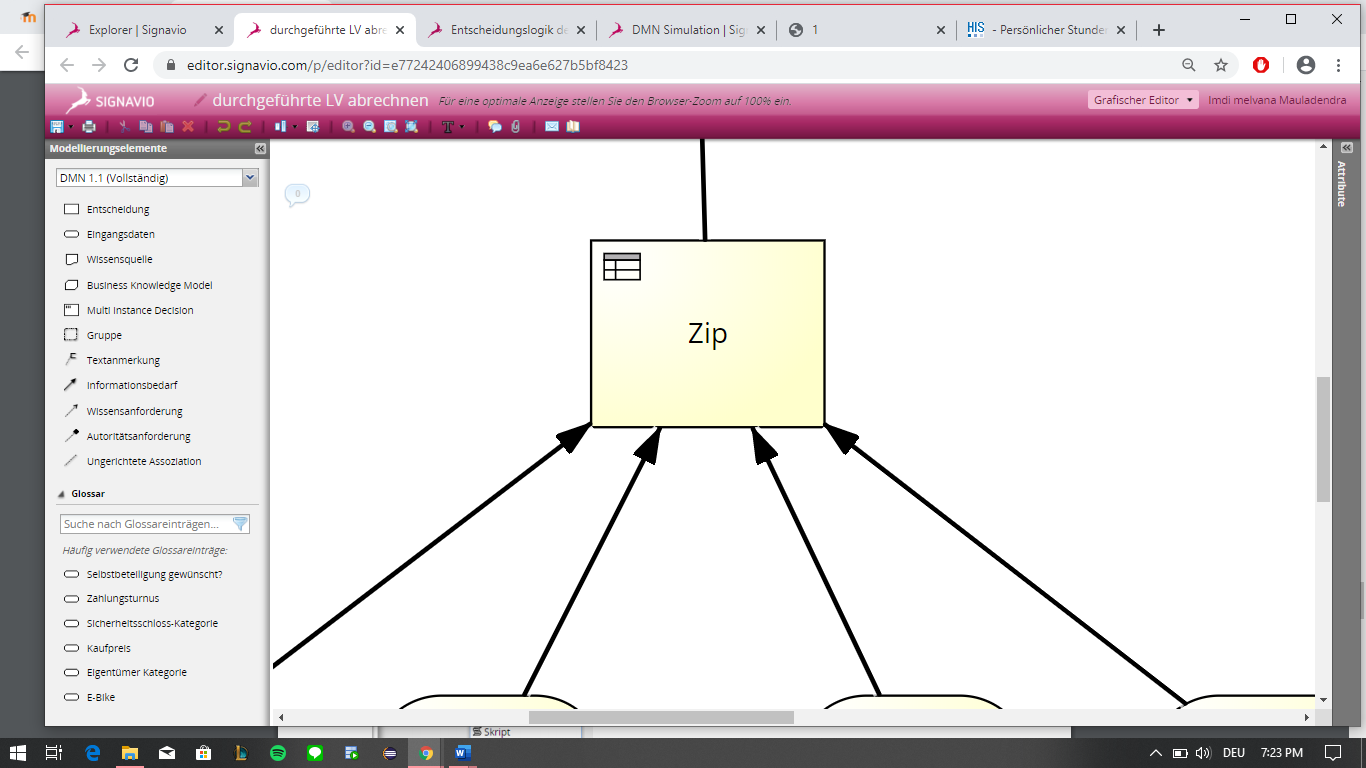 Explorer | Signavio
durchgeführte LV abre
Entscheidungslogik de
DMN Simulation | Sig
1
HIS
- Persönlicher Stunde
editor.signavio.com/p/editor?id=e77242406899438c9ea6e627b5bf8423
SIGNAVIO
durchgeführte LV abrechnen
Für eine optimale Anzeige stellen Sie den Browser-Zoom auf 100% ein.
Grafischer Editor
Imdi melvana Mauladendra
Modellierungselemente
DMN 1.1 (Vollständig)
Entscheidung
Eingangsdaten
Wissensquelle
Business Knowledge Model
Multi Instance Decision
Gruppe
Textanmerkung
Informationsbedarf
Wissensanforderung
Autoritätsanforderung
Ungerichtete Assoziation
Glossar
Suche nach Glossareinträgen...
Häufig verwendete Glossareinträge:
Selbstbeteiligung gewünscht?
Zahlungsturnus
Sicherheitsschloss-Kategorie
Kaufpreis
Eigentümer Kategorie
E-Bike
0
Zip
Attribute
Skript
DEU
7:23 PM